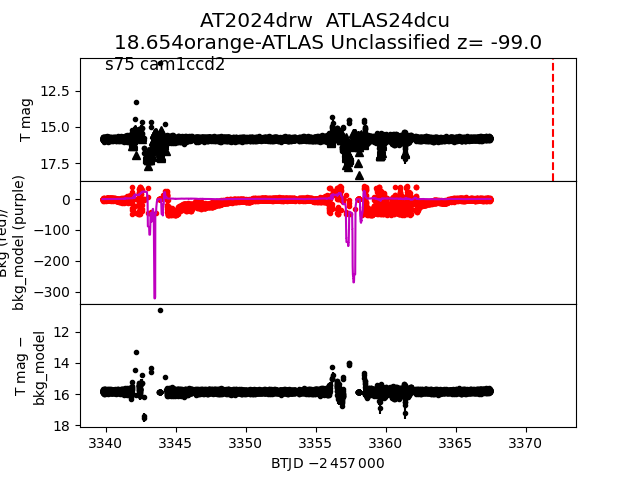 AT2024drw  ATLAS24dcu
18.654orange-ATLAS Unclassified z= -99.0
s75 cam1ccd2
T mag
12.5
15.0
17.5
Bkg (red)/
bkg_model (purple)
0
−100
−200
−300
T mag −
bkg_model
12
14
16
18
3340
3345
3350
3355
3360
3365
3370
BTJD −2 457 000